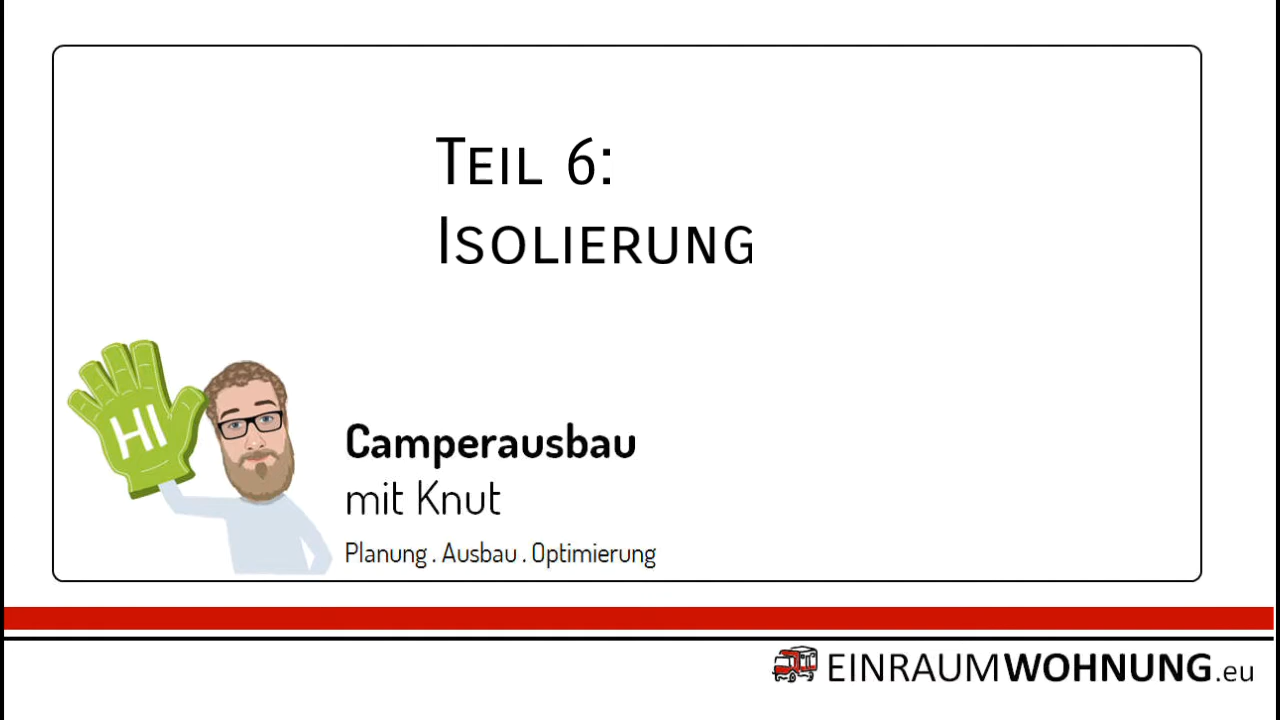 Teil 6:
Isolierung
HI
Camperausbau
mit Knut
Planung . Ausbau . Optimierung
EINRAUMWOHNUNG.eu